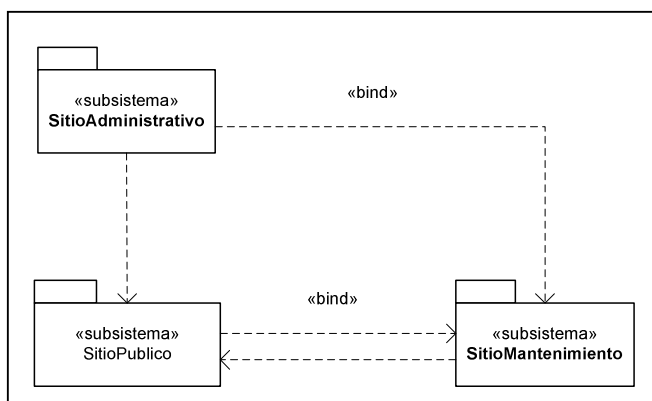 «subsistema»
SitioAdministrativo
«bind»
«bind»
«subsistema»
SitioPublico
«subsistema»
SitioMantenimiento